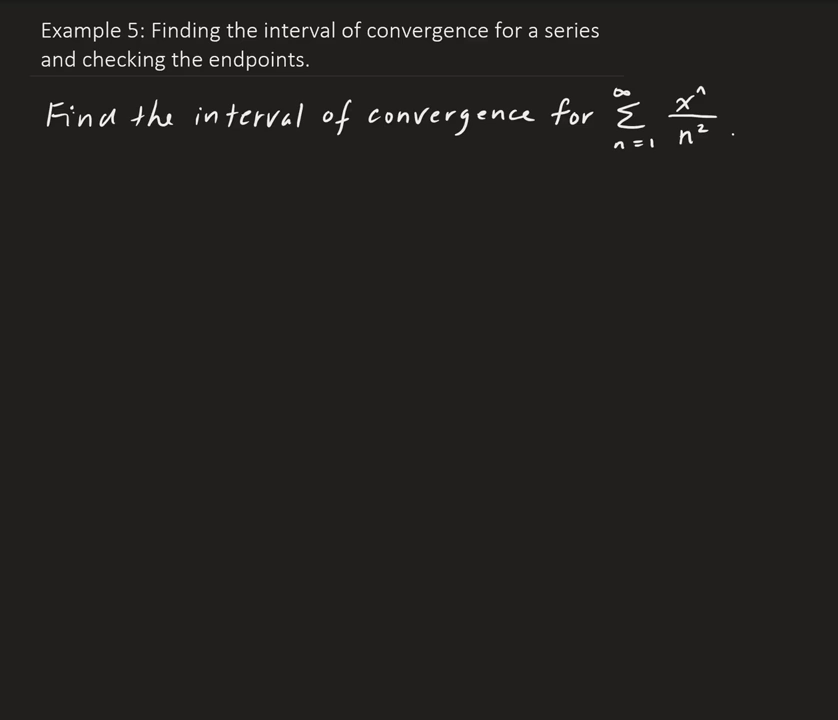 Example 5: Finding the interval of convergence for a series
and checking the endpoints.
Find the interval of convergence for ∑_{n=1}^{∞} x^n/n^2.